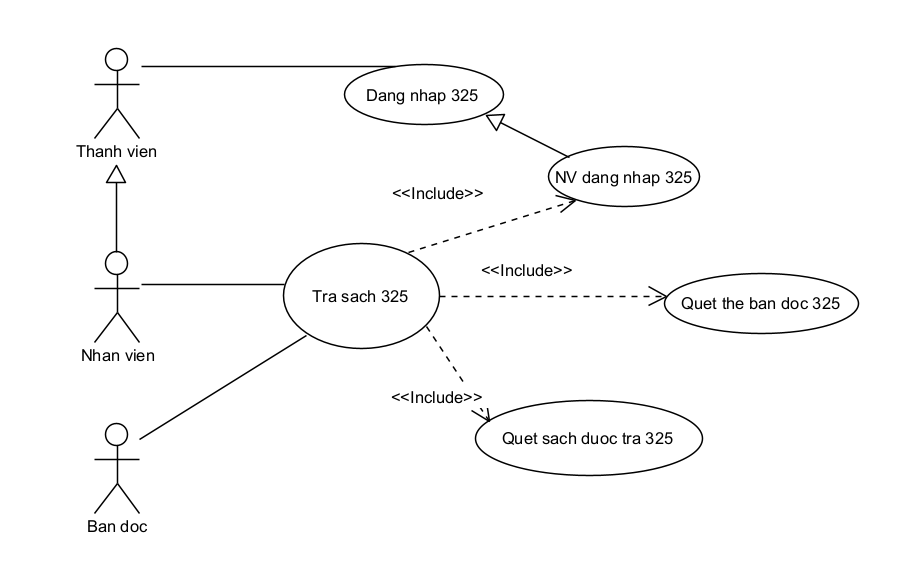 Dang nhap 325
Thanh vien
NV dang nhap 325
<<Include>>
<<Include>>
Tra sach 325
Quet the ban doc 325
Nhan vien
<<Include>>
Quet sach duoc tra 325
Ban doc